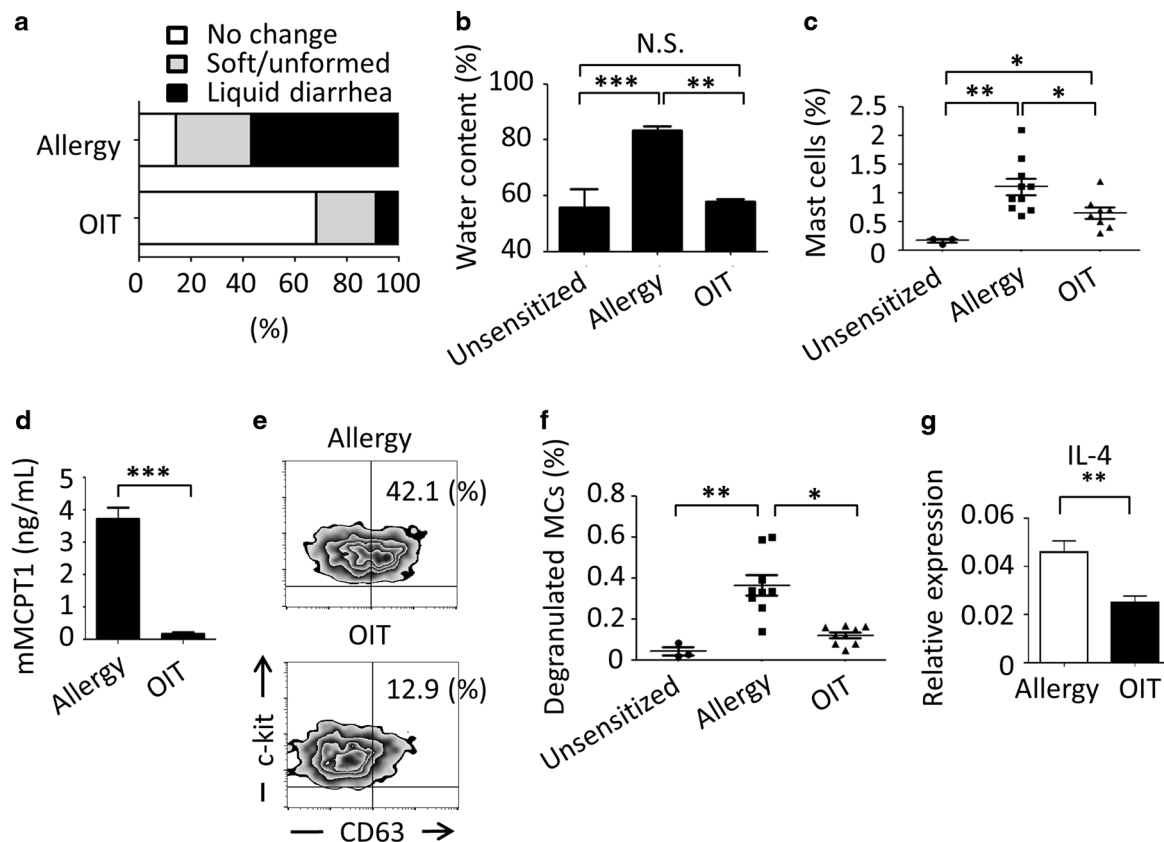 a
No change
Soft/unformed
Liquid diarrhea
Allergy
OIT
0 20 40 60 80 100
(%)
b
N.S.
*** **
Water content (%)
100
80
60
40
Unsensitized
Allergy
OIT
c
*
** *
Mast cells (%)
2.5
2
1.5
1
0.5
0
Unsensitized
Allergy
OIT
d
mMCPT1 (ng/mL)
***
5
4
3
2
1
0
Allergy
OIT
e
Allergy
42.1 (%)
OIT
12.9 (%)
c-kit
CD63
f
Degranulated MCs (%)
** *
0.8
0.6
0.4
0.2
0
Unsensitized
Allergy
OIT
g
IL-4
**
Relative expression
0.06
0.04
0.02
0
Allergy OIT